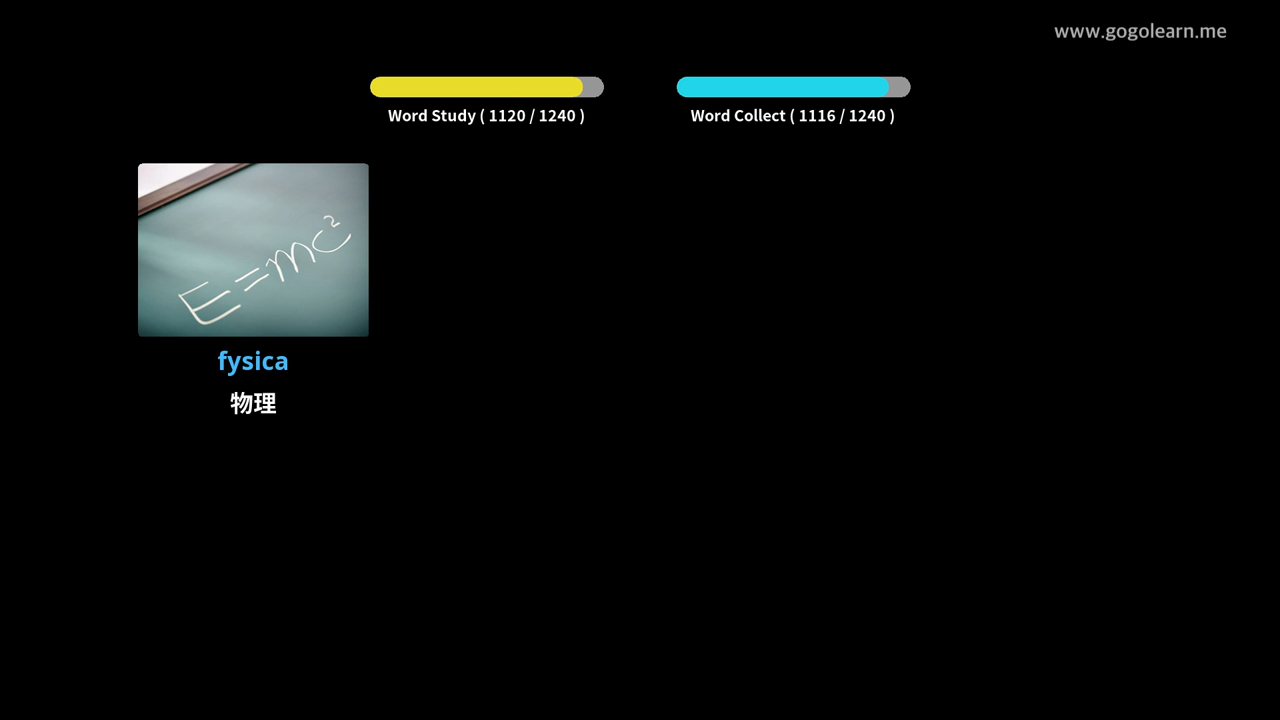 www.gogolearn.me
Word Study ( 1120 / 1240 )
Word Collect ( 1116 / 1240 )
E=mc²
fysica
物理